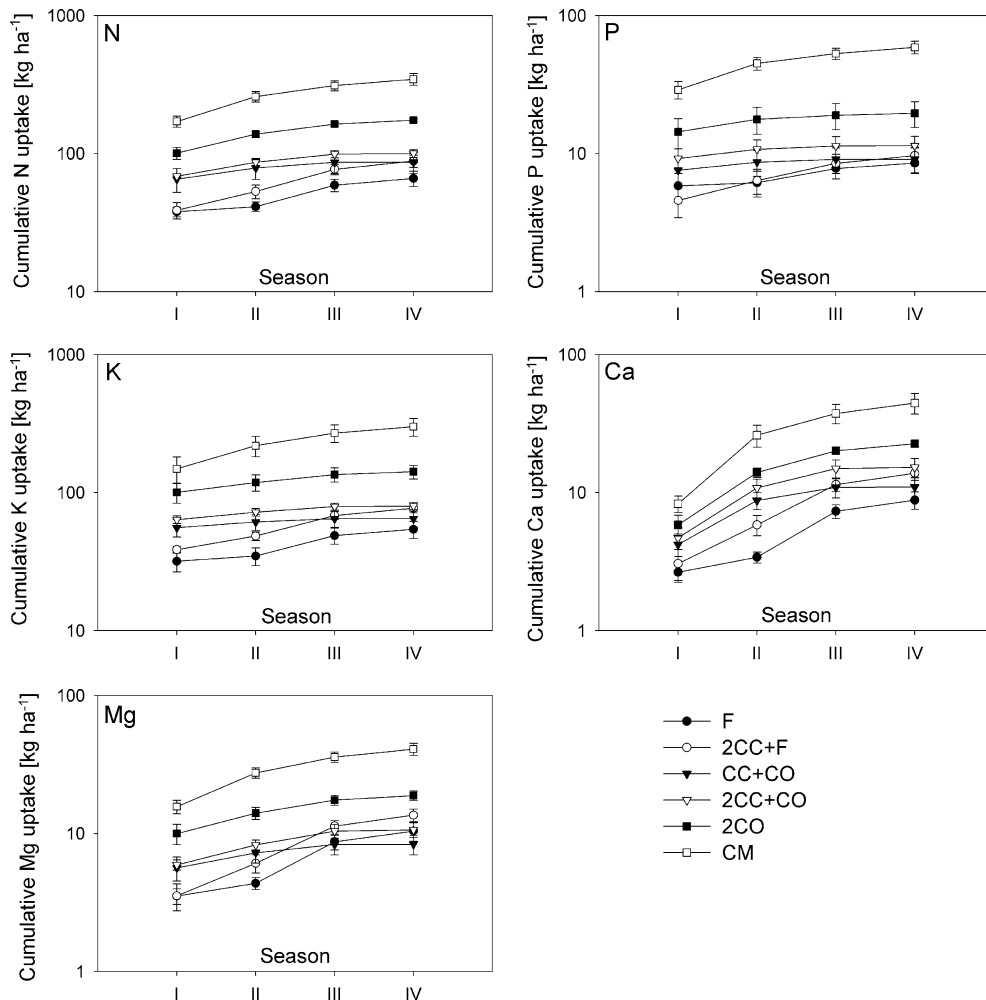 N
Cumulative N uptake [kg ha⁻¹]
1000
100
10
Season
I II III IV
P
Cumulative P uptake [kg ha⁻¹]
100
10
1
Season
I II III IV
K
Cumulative K uptake [kg ha⁻¹]
1000
100
10
Season
I II III IV
Ca
Cumulative Ca uptake [kg ha⁻¹]
100
10
1
Season
I II III IV
Mg
Cumulative Mg uptake [kg ha⁻¹]
100
10
1
Season
I II III IV
F
2CC+F
CC+CO
2CC+CO
2CO
CM